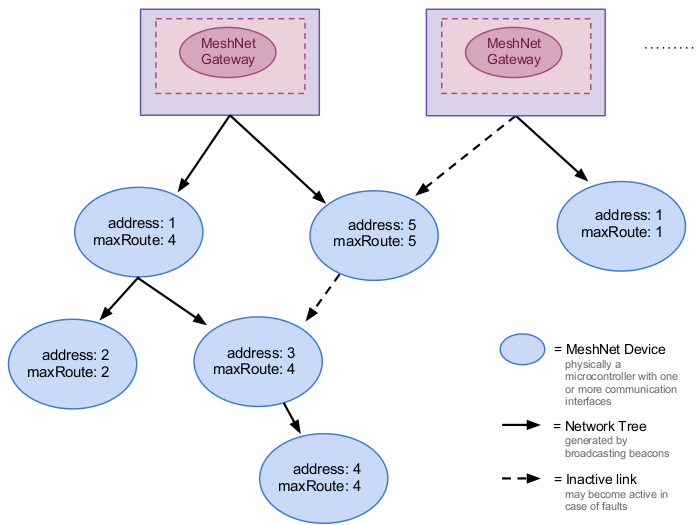 MeshNet
Gateway
MeshNet
Gateway
address: 1
maxRoute: 4
address: 5
maxRoute: 5
address: 1
maxRoute: 1
address: 2
maxRoute: 2
address: 3
maxRoute: 4
address: 4
maxRoute: 4
= MeshNet Device
physically a
microcontroller with one
or more communication
interfaces
= Network Tree
generated by
broadcasting beacons
= Inactive link
may become active in
case of faults